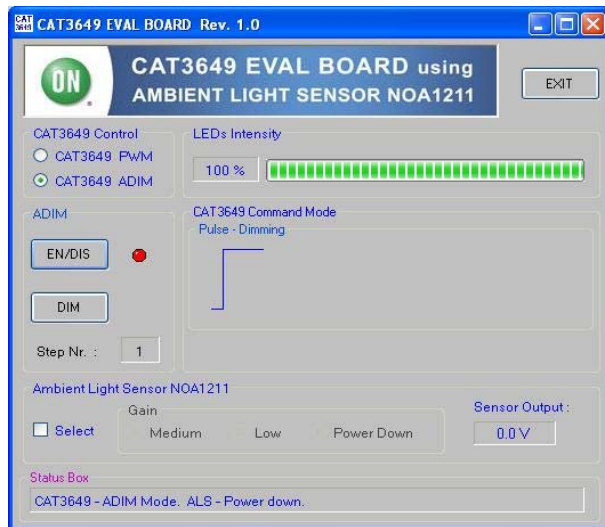 CAT
3649
CAT3649 EVAL BOARD Rev. 1.0
ON
CAT3649 EVAL BOARD using
AMBIENT LIGHT SENSOR NOA1211
EXIT
CAT3649 Control
CAT3649 PWM
CAT3649 ADIM
LEDs Intensity
100 %
ADIM
EN/DIS
DIM
Step Nr. : 1
CAT3649 Command Mode
Pulse - Dimming
Ambient Light Sensor NOA1211
Select
Gain
Medium Low Power Down
Sensor Output :
0.0 V
Status Box
CAT3649 - ADIM Mode. ALS - Power down.